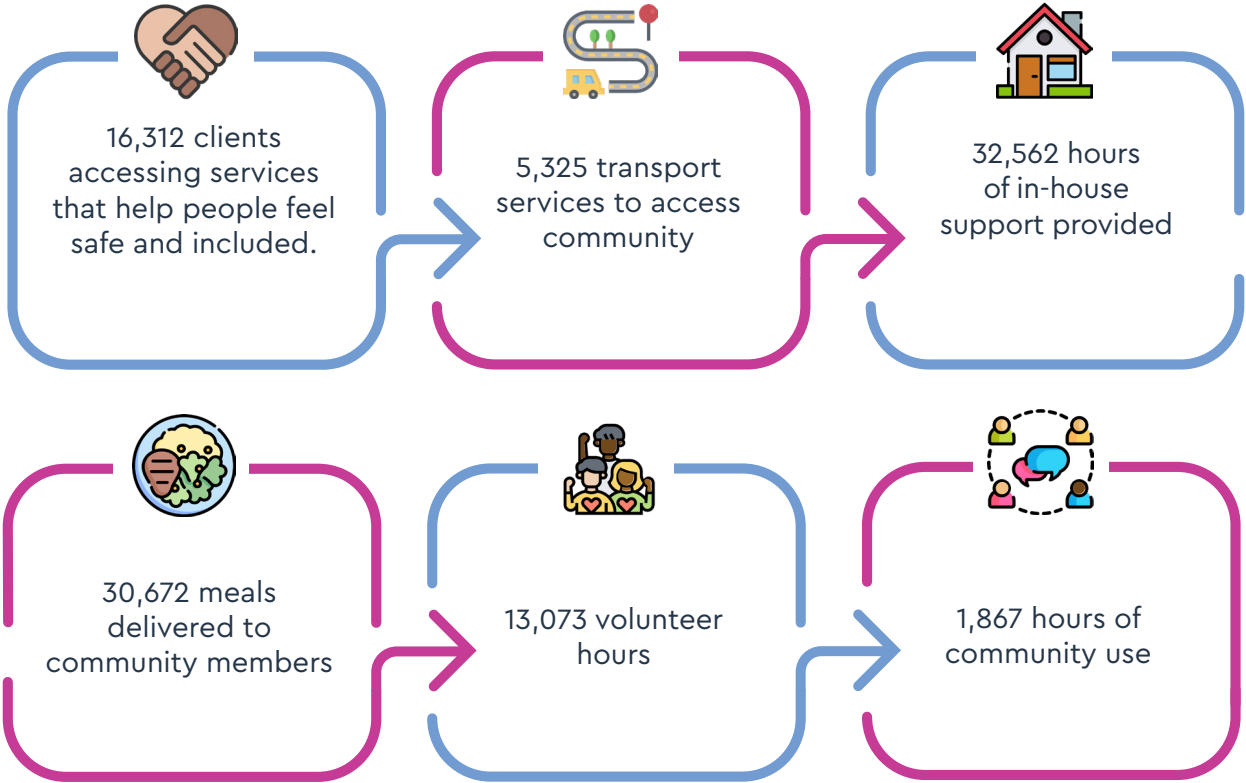 16,312 clients
accessing services
that help people feel
safe and included.
5,325 transport
services to access
community
32,562 hours
of in-house
support provided
30,672 meals
delivered to
community members
13,073 volunteer
hours
1,867 hours of
community use